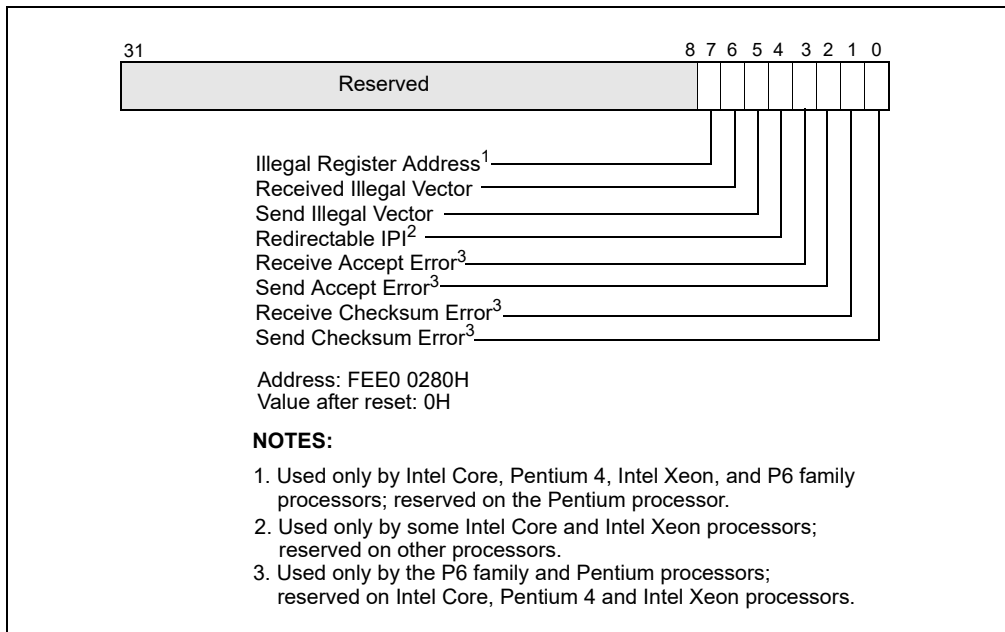 31 8 7 6 5 4 3 2 1 0
Reserved
Illegal Register Address1
Received Illegal Vector
Send Illegal Vector
Redirectable IPI2
Receive Accept Error3
Send Accept Error3
Receive Checksum Error3
Send Checksum Error3
Address: FEE0 0280H
Value after reset: 0H
NOTES:
1. Used only by Intel Core, Pentium 4, Intel Xeon, and P6 family
processors; reserved on the Pentium processor.
2. Used only by some Intel Core and Intel Xeon processors;
reserved on other processors.
3. Used only by the P6 family and Pentium processors;
reserved on Intel Core, Pentium 4 and Intel Xeon processors.